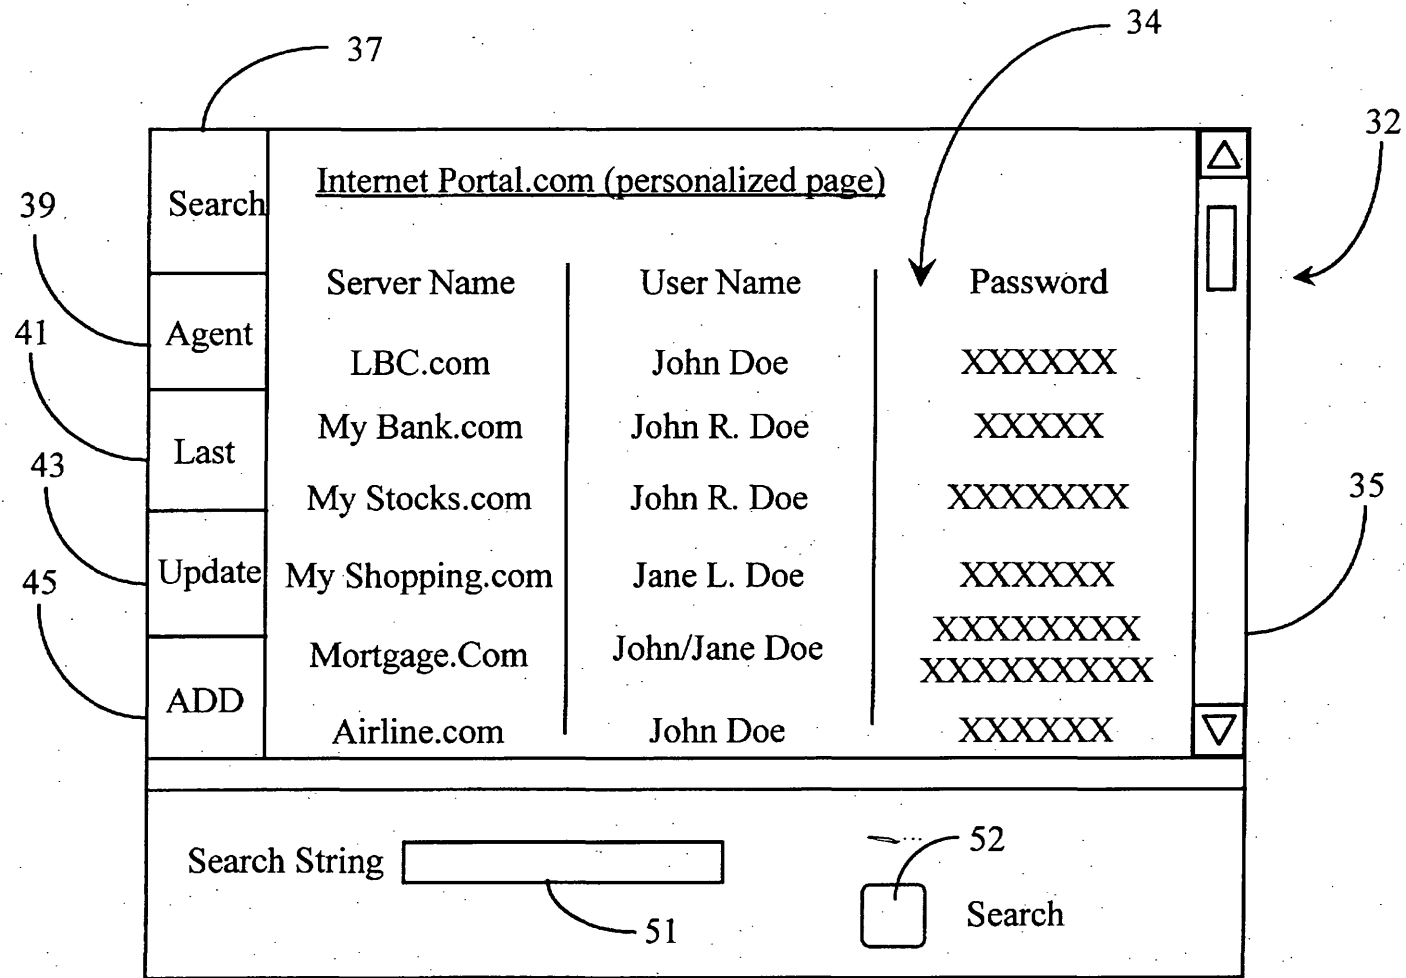 37
34
32
Internet Portal.com (personalized page)
Search
39
Server Name User Name Password
Agent
41
LBC.com John Doe XXXXXX
My Bank.com John R. Doe XXXXX
Last
43
My Stocks.com John R. Doe XXXXXXX
35
Update
My Shopping.com Jane L. Doe XXXXXX
45
Mortgage.Com John/Jane Doe XXXXXXXX
XXXXXXXXX
ADD
Airline.com John Doe XXXXXX
52
Search String
51
Search